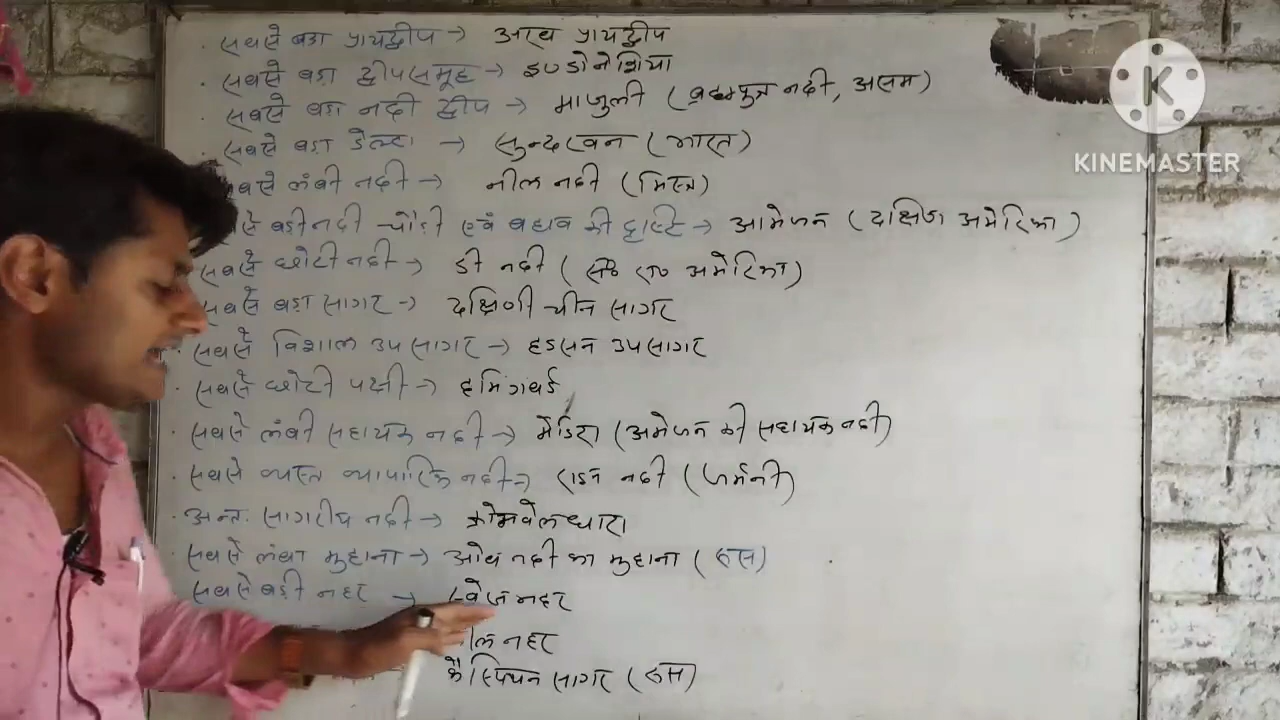 सबसे बड़ा प्रायद्वीप → अरब प्रायद्वीप
सबसे बड़ा द्वीपसमूह → इण्डोनेशिया
सबसे बड़ा नदी द्वीप → माजुली (ब्रह्मपुत्र नदी, असम)
सबसे बड़ा डेल्टा → सुन्दरवन (भारत)
सबसे लंबी नदी → नील नदी (मिस्त्र)
से बड़ी नदी चौड़ी एवं बहाव की दृष्टि → आमेजन (दक्षिण अमेरिका)
सबसे छोटी नदी → डी नदी (सं० रा० अमेरिका)
सबसे बड़ा सागर → दक्षिणी चीन सागर
सबसे विशाल उपसागर → हडसन उपसागर
सबसे छोटी पक्षी → हमिंगबर्ड
सबसे लंबी सहायक नदी → मेडिरा (अमेजन की सहायक नदी)
सबसे व्यस्त व्यापारिक नदी → राइन नदी (जर्मनी)
अन्त. सागरीय नदी → क्रोमवेल धारा
सबसे लंबा मुहाना → ओब नदी का मुहाना (रूस)
सबसे बड़ी नहर → स्वेज नहर
ल नहर
कैस्पियन सागर (रूस)
K
KINEMASTER